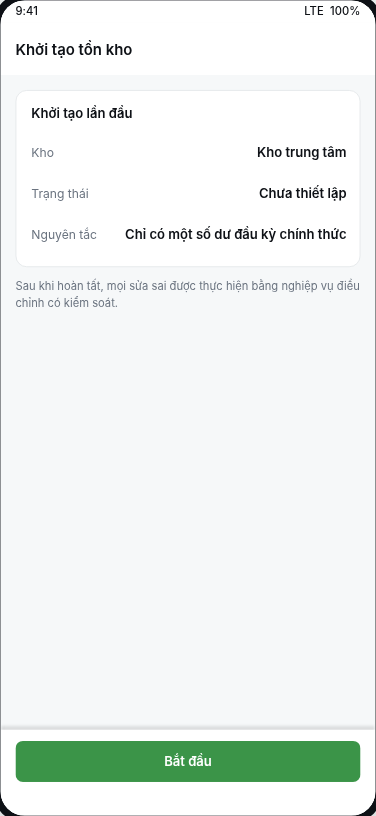 9:41 LTE 100%
Khởi tạo tồn kho
Khởi tạo lần đầu
Kho Kho trung tâm
Trạng thái Chưa thiết lập
Nguyên tắc Chỉ có một số dư đầu kỳ chính thức
Sau khi hoàn tất, mọi sửa sai được thực hiện bằng nghiệp vụ điều
chỉnh có kiểm soát.
Bắt đầu